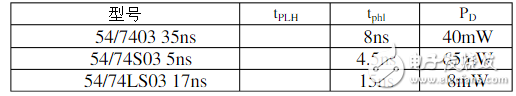 型号 tPLH tphl PD
54/7403 35ns 8ns 40mW
54/74S03 5ns 4.5
54/74LS03 17ns 15 8mW